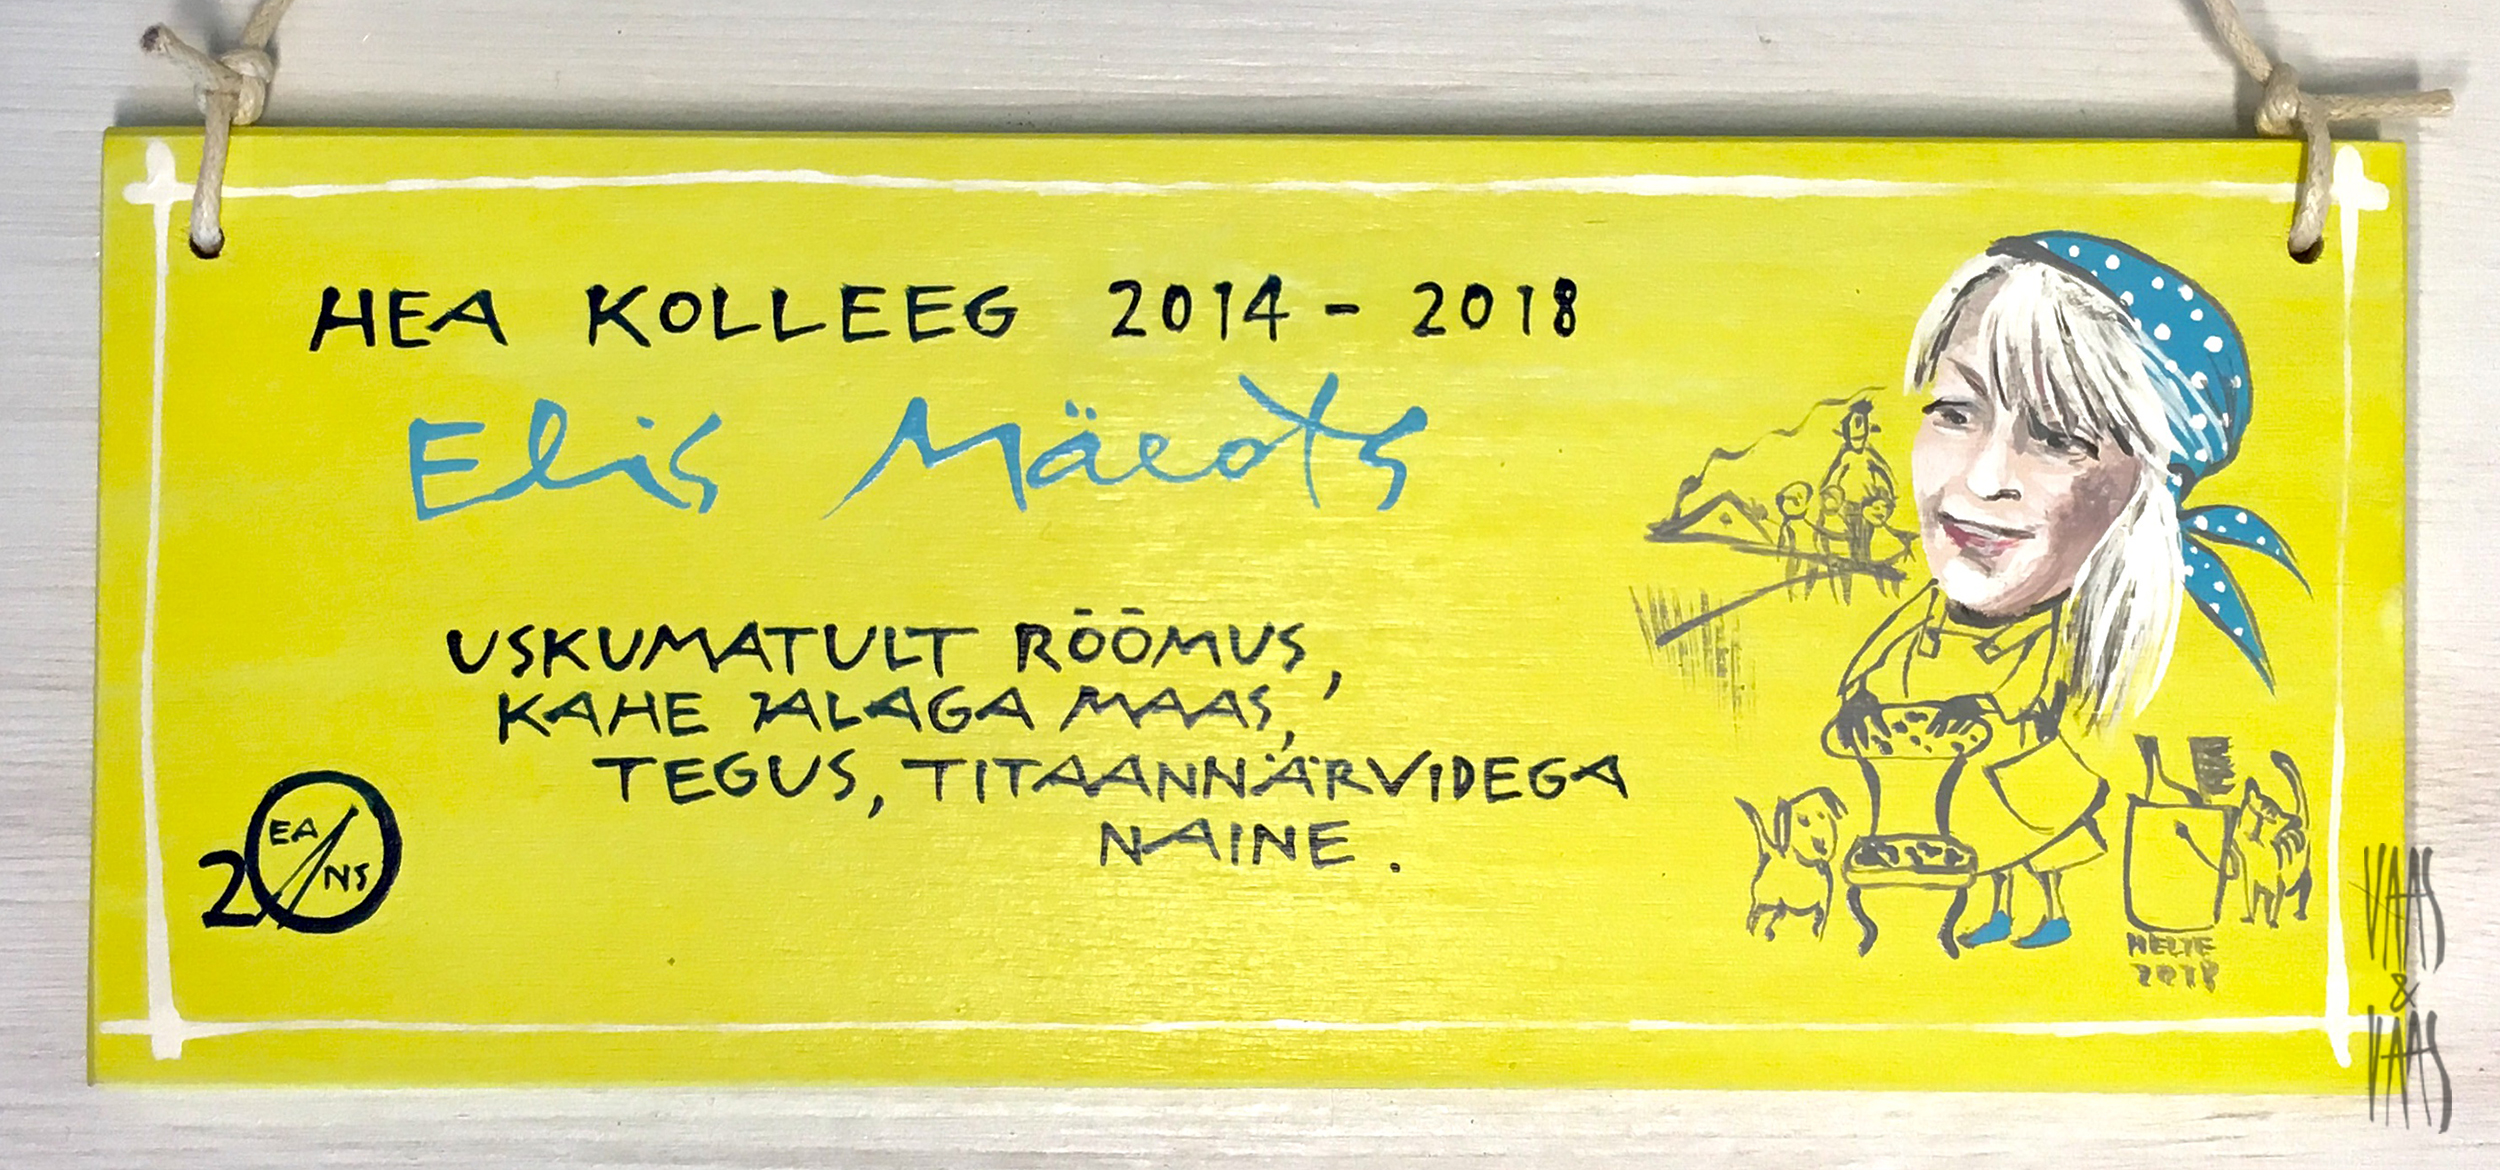 HEA KOLLEEG 2014 - 2018
Elis Mäeots
USKUMATULT RÕÕMUS,
KAHE JALAGA MAAS,
TEGUS, TITAANNÄRVIDEGA
NAINE.
20 EA/NS
HELJE
2018
VAAS
&
VAAS